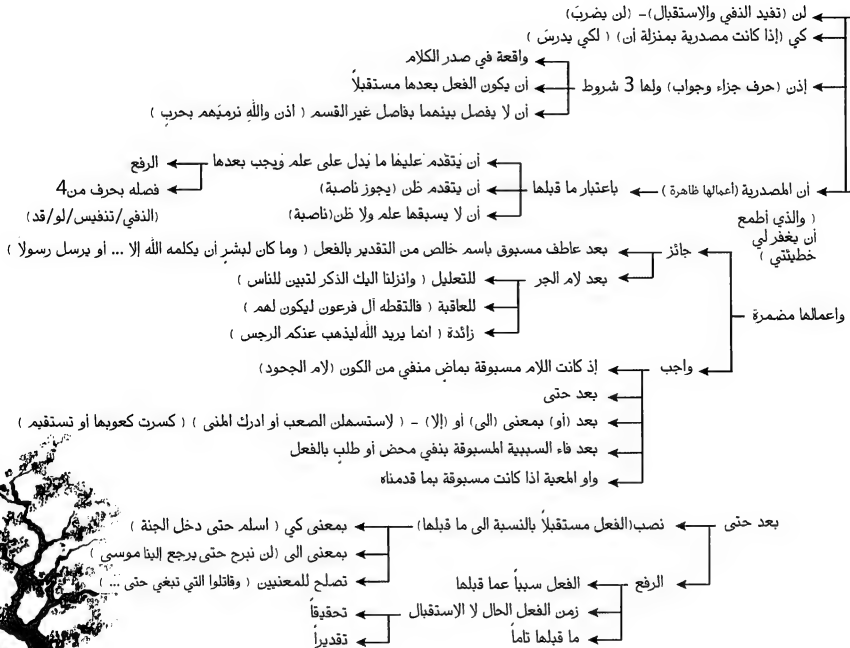 لن (تفيد الذفي والاستقبال) – (لن يضربَ)
كي (إذا كانت مصدرية بمنزلة أن) ( لكي يدرسَ )
إذن (حرف جزاء وجواب) ولها 3 شروط
واقعة في صدر الكلام
أن يكون الفعل بعدها مستقبلاً
أن لا يفصل بينهما بفاصل غير القسم ( اذن واللهِ نرميَهم بحربٍ )
أن المصدرية (أعمالها ظاهرة )
باعتبار ما قبلها
أن يتقدم عليها ما يدل على علم ويجب بعدها
الرفع
فصله بحرف من4
(الذفي/تنفيس/لو/قد)
أن يتقدم ظن (يجوز ناصبة)
أن لا يسبقها علم ولا ظن(ناصبة)
( والذي أطمع
أن يغفر لي
خطيئتي )
واعمالها مضمرة
جائز
بعد عاطف مسبوق باسم خالص من التقدير بالفعل ( وما كان لبشرٍ أن يكلمه الله إلا ... أو يرسل رسولا )
بعد لام الجر
للتعليل ( وانزلنا اليك الذكر لتبين للناس )
للعاقبة ( فالتقطه آل فرعون ليكون لهم )
زائدة ( انما يريد الله ليذهب عنكم الرجس )
واجب
إذ كانت اللام مسبوقة بماضٍ منفي من الكون (لام الجحود)
بعد حتى
بعد (أو) بمعنى (الى) أو (إلا) – ( لاستسهلن الصعب أو ادرك المنى ) ( كسرت كعوبها أو تستقيم )
بعد فاء السببية المسبوقة بنفي محض أو طلبٍ بالفعل
واو المعية اذا كانت مسبوقة بما قدمناه
بعد حتى
نصب(الفعل مستقبلاً بالنسبة الى ما قبلها)
بمعنى كي ( اسلم حتى دخل الجنة )
بمعنى الى (لن نبرح حتى يرجع إلينا موسى )
تصلح للمعنيين ( وقاتلوا التي تبغي حتى ... )
الرفع
الفعل سبباً عما قبلها
زمن الفعل الحال لا الاستقبال
تحقيقاً
تقديراً
ما قبلها تاماً